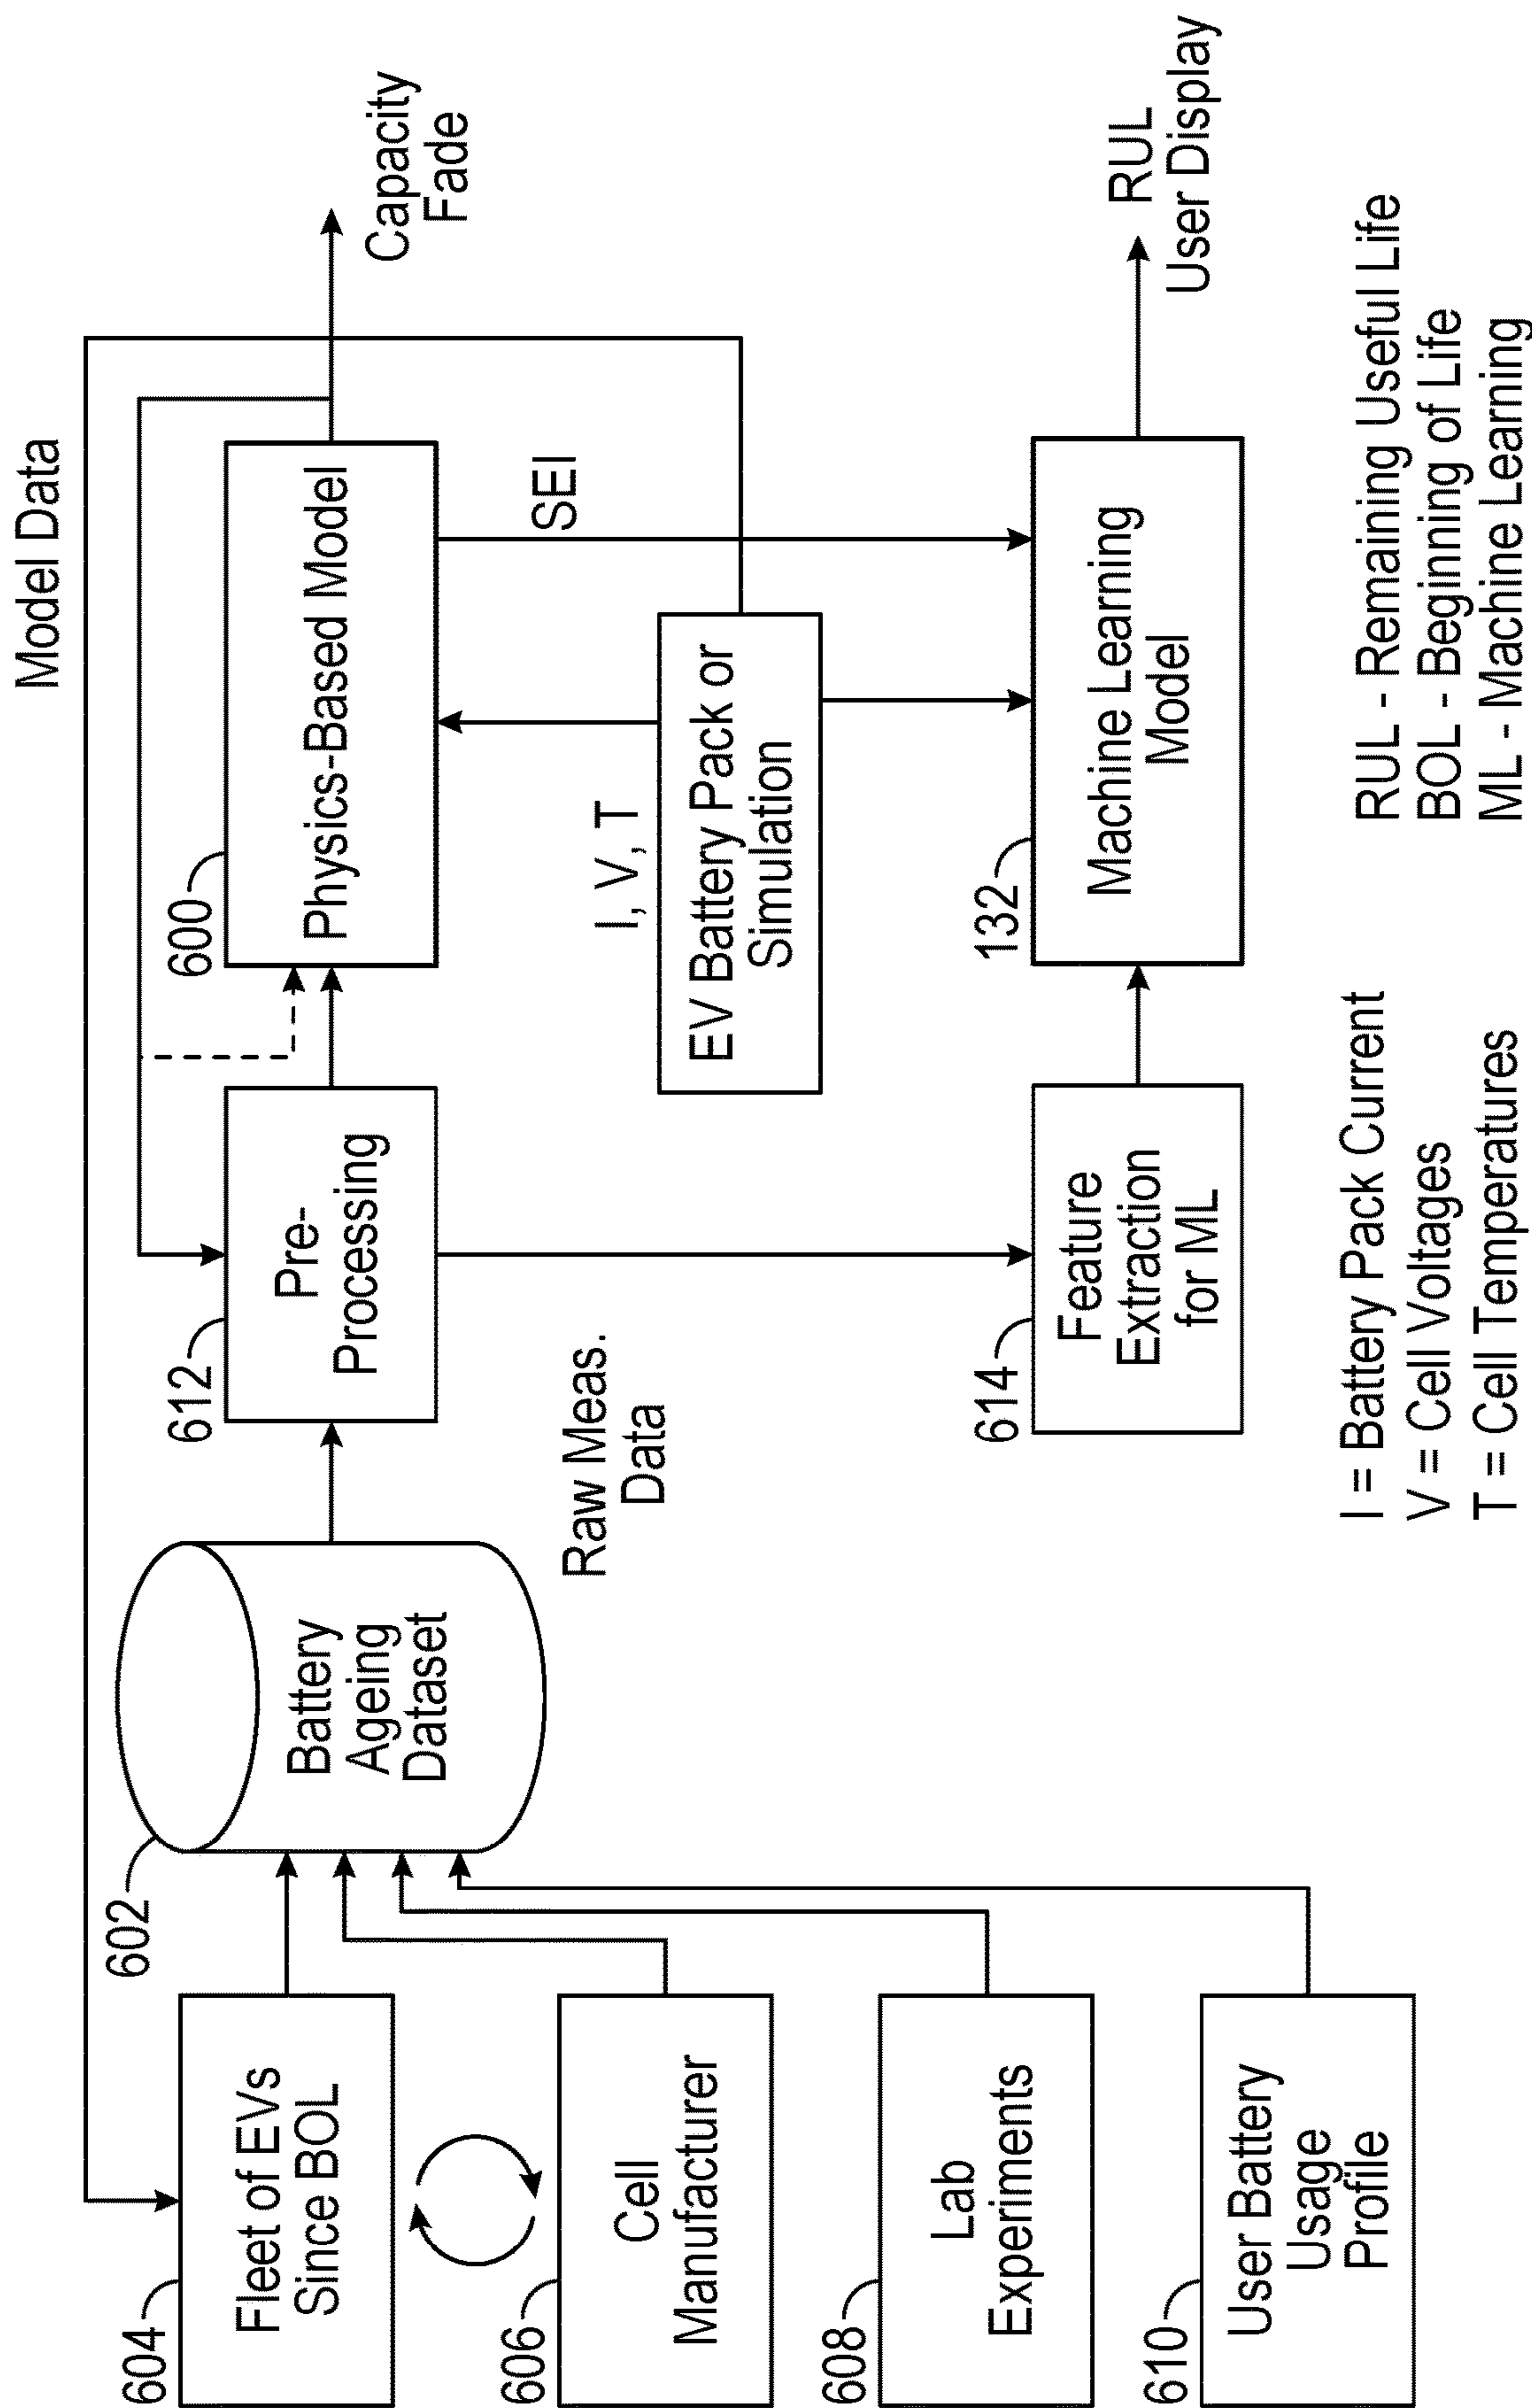 Model Data
604
Fleet of EVs
Since BOL
606
Cell
Manufacturer
608
Lab
Experiments
610
User Battery
Usage
Profile
602
Battery
Ageing
Dataset
Raw Meas.
Data
612
Pre-
Processing
614
Feature
Extraction
for ML
600
Physics-Based Model
I, V, T
EV Battery Pack or
Simulation
SEI
132
Machine Learning
Model
Capacity
Fade
RUL
User Display
I = Battery Pack Current
V = Cell Voltages
T = Cell Temperatures
RUL - Remaining Useful Life
BOL - Beginning of Life
ML - Machine Learning